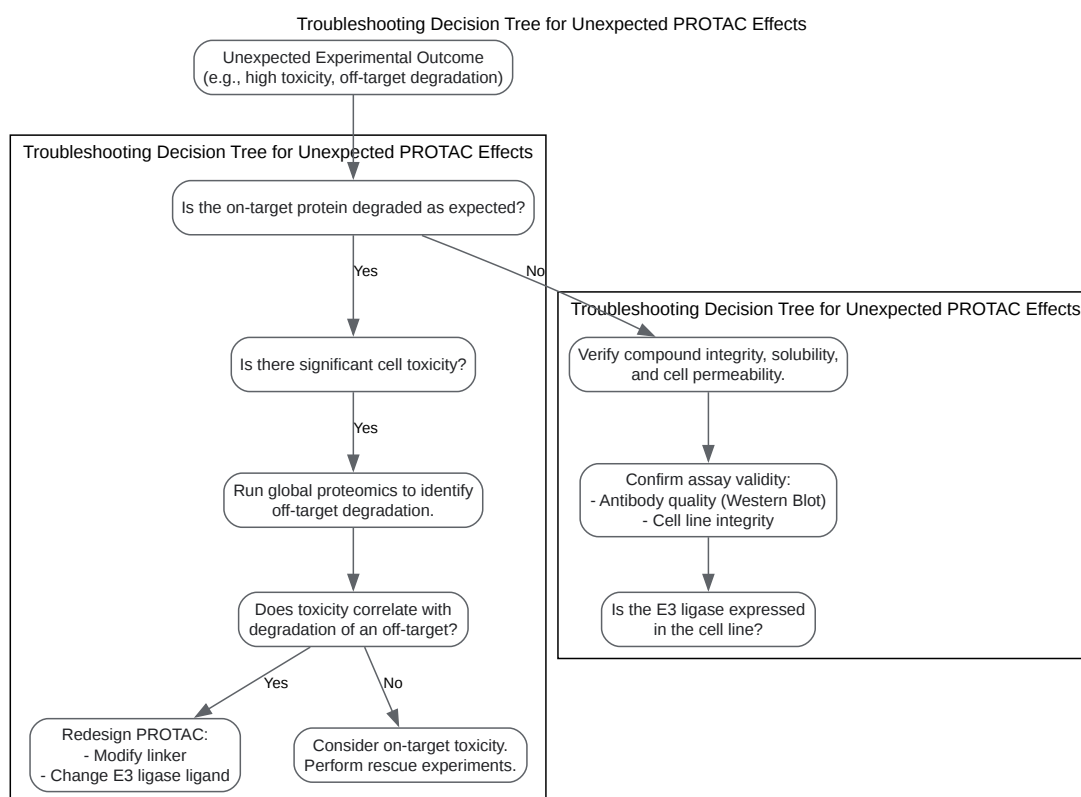 Troubleshooting Decision Tree for Unexpected PROTAC Effects
Unexpected Experimental Outcome
(e.g., high toxicity, off-target degradation)
Troubleshooting Decision Tree for Unexpected PROTAC Effects
Is the on-target protein degraded as expected?
Yes
No
Troubleshooting Decision Tree for Unexpected PROTAC Effects
Is there significant cell toxicity?
Verify compound integrity, solubility,
and cell permeability.
Yes
Run global proteomics to identify
off-target degradation.
Confirm assay validity:
- Antibody quality (Western Blot)
- Cell line integrity
Does toxicity correlate with
degradation of an off-target?
Is the E3 ligase expressed
in the cell line?
Yes
No
Redesign PROTAC:
- Modify linker
- Change E3 ligase ligand
Consider on-target toxicity.
Perform rescue experiments.